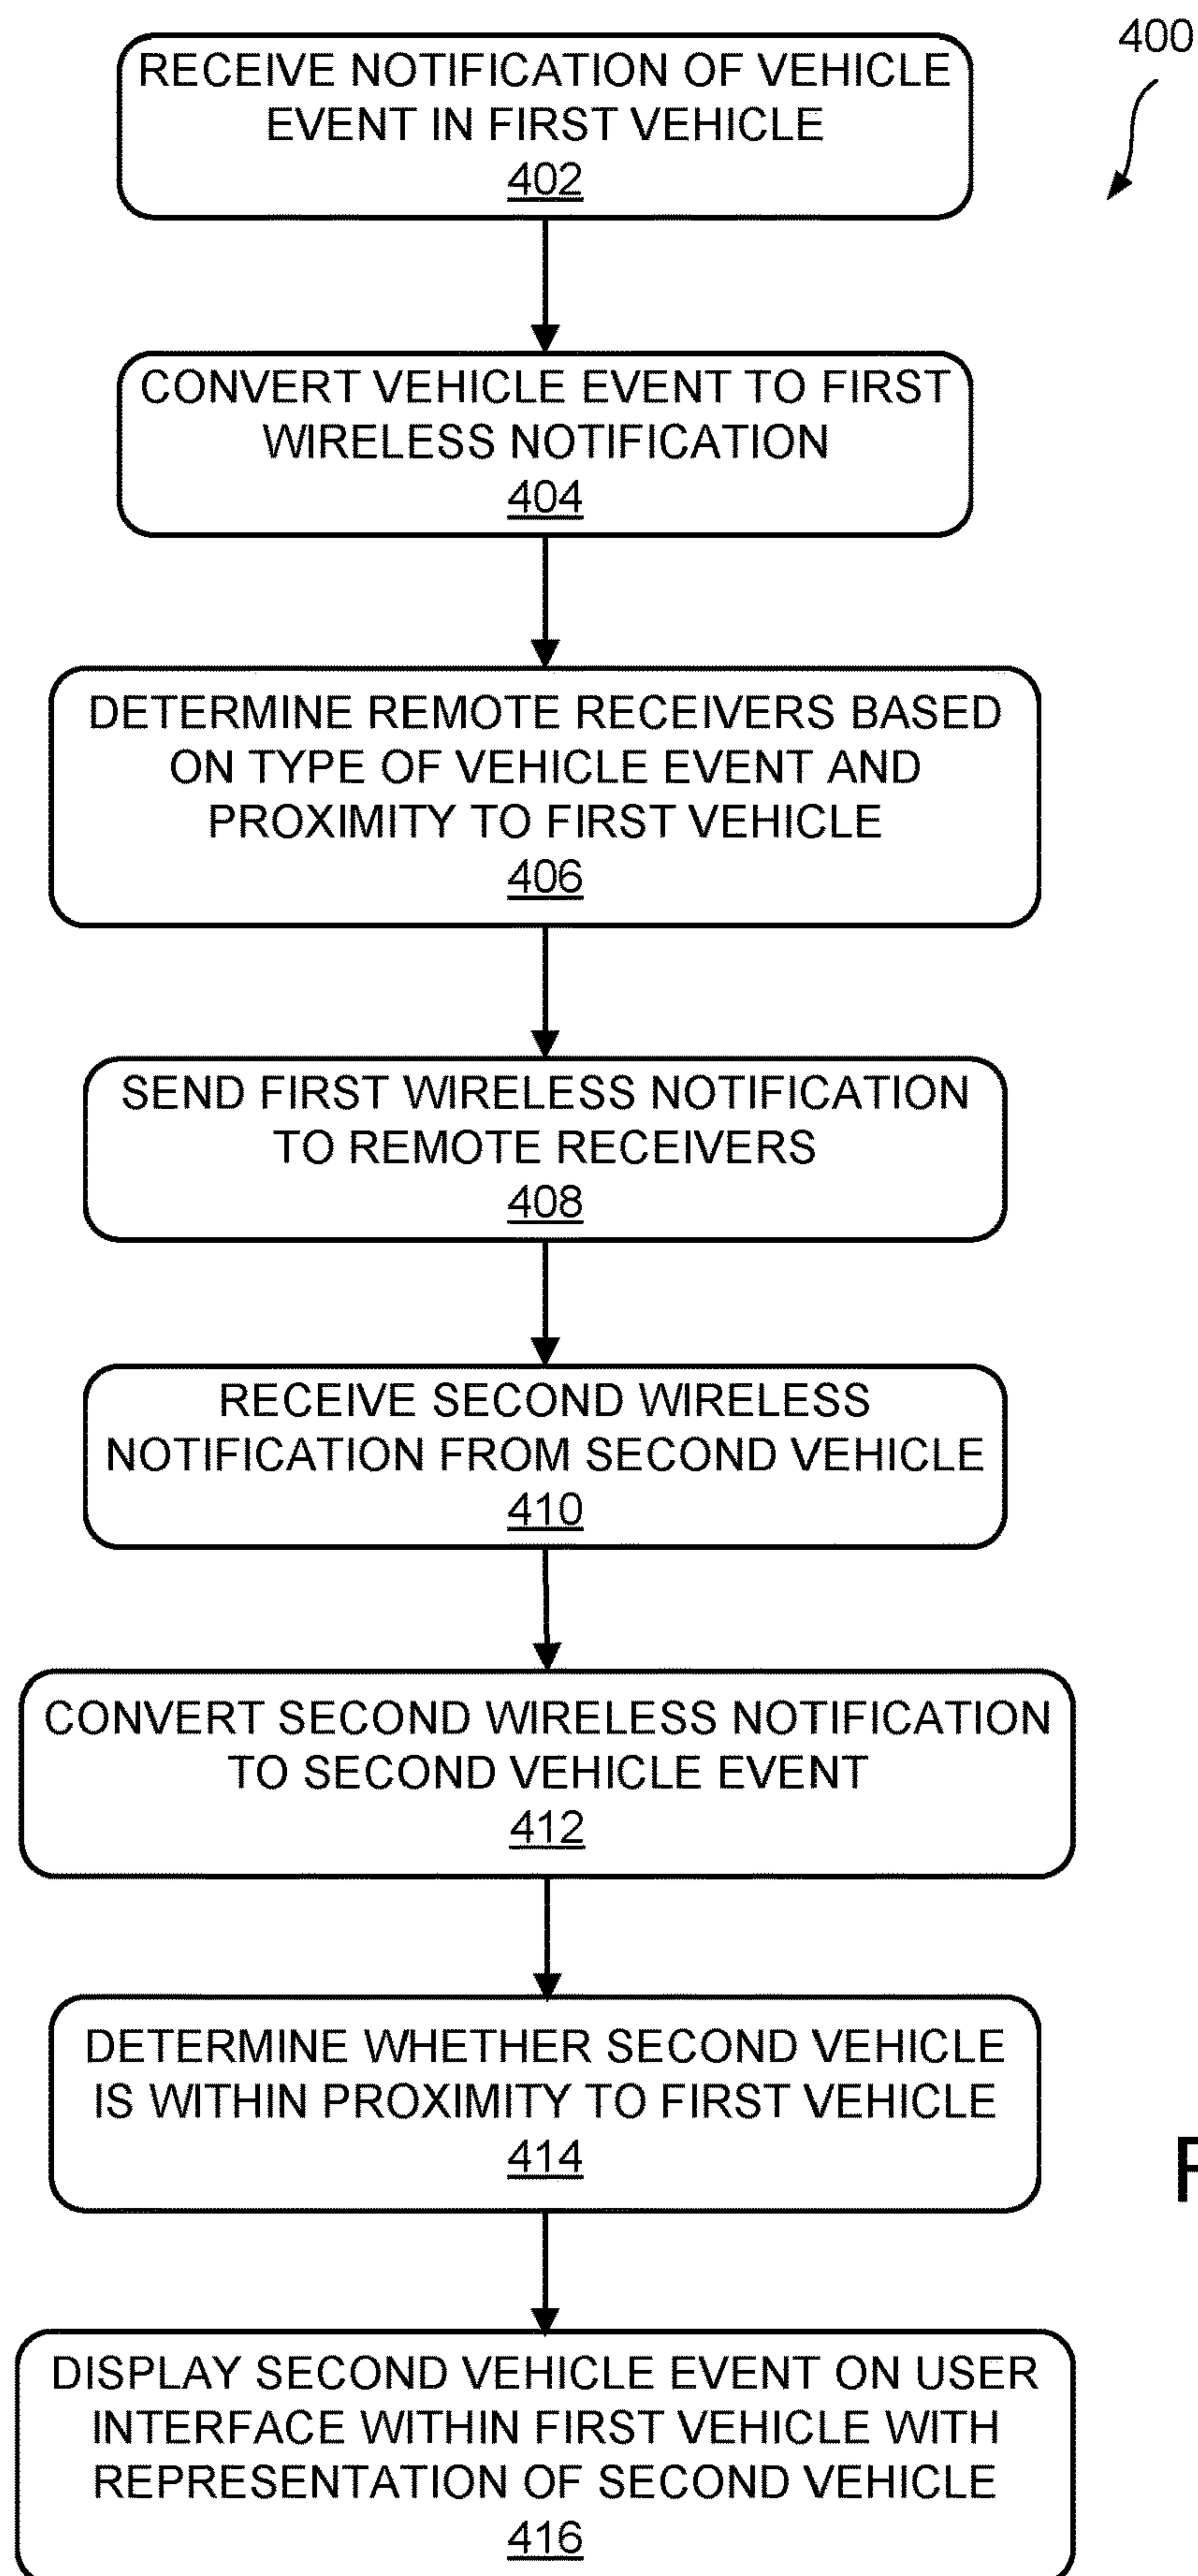 400
RECEIVE NOTIFICATION OF VEHICLE
EVENT IN FIRST VEHICLE
402
CONVERT VEHICLE EVENT TO FIRST
WIRELESS NOTIFICATION
404
DETERMINE REMOTE RECEIVERS BASED
ON TYPE OF VEHICLE EVENT AND
PROXIMITY TO FIRST VEHICLE
406
SEND FIRST WIRELESS NOTIFICATION
TO REMOTE RECEIVERS
408
RECEIVE SECOND WIRELESS
NOTIFICATION FROM SECOND VEHICLE
410
CONVERT SECOND WIRELESS NOTIFICATION
TO SECOND VEHICLE EVENT
412
DETERMINE WHETHER SECOND VEHICLE
IS WITHIN PROXIMITY TO FIRST VEHICLE
414
DISPLAY SECOND VEHICLE EVENT ON USER
INTERFACE WITHIN FIRST VEHICLE WITH
REPRESENTATION OF SECOND VEHICLE
416